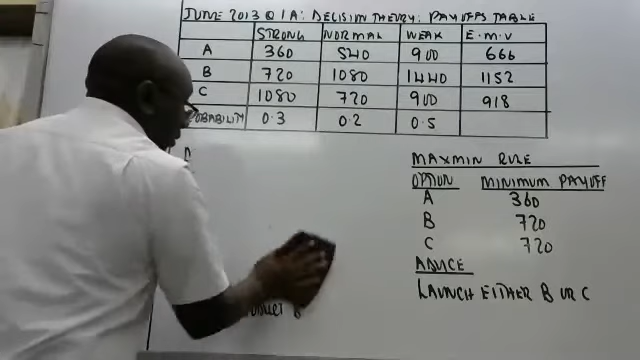 JUNE 2013 Q 1A: DECISION THEORY: PAYOFFS TABLE
STRONG NORMAL WEAK E.M.V
A 360 540 900 666
B 720 1080 1440 1152
C 1080 720 900 918
0.3 0.2 0.5
MAXMIN RULE
OPTION MINIMUM PAYOFF
A 360
B 720
C 720
ADVICE
LAUNCH EITHER B OR C